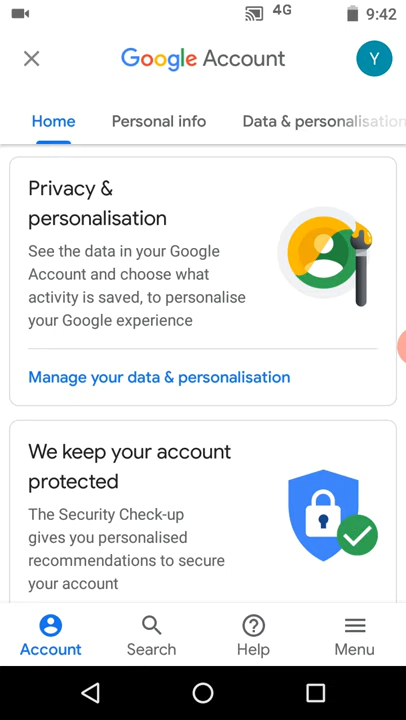 4G 9:42
Google Account
Y
Home Personal info Data & personalisation
Privacy &
personalisation
See the data in your Google
Account and choose what
activity is saved, to personalise
your Google experience
Manage your data & personalisation
We keep your account
protected
The Security Check-up
gives you personalised
recommendations to secure
your account
Account Search Help Menu